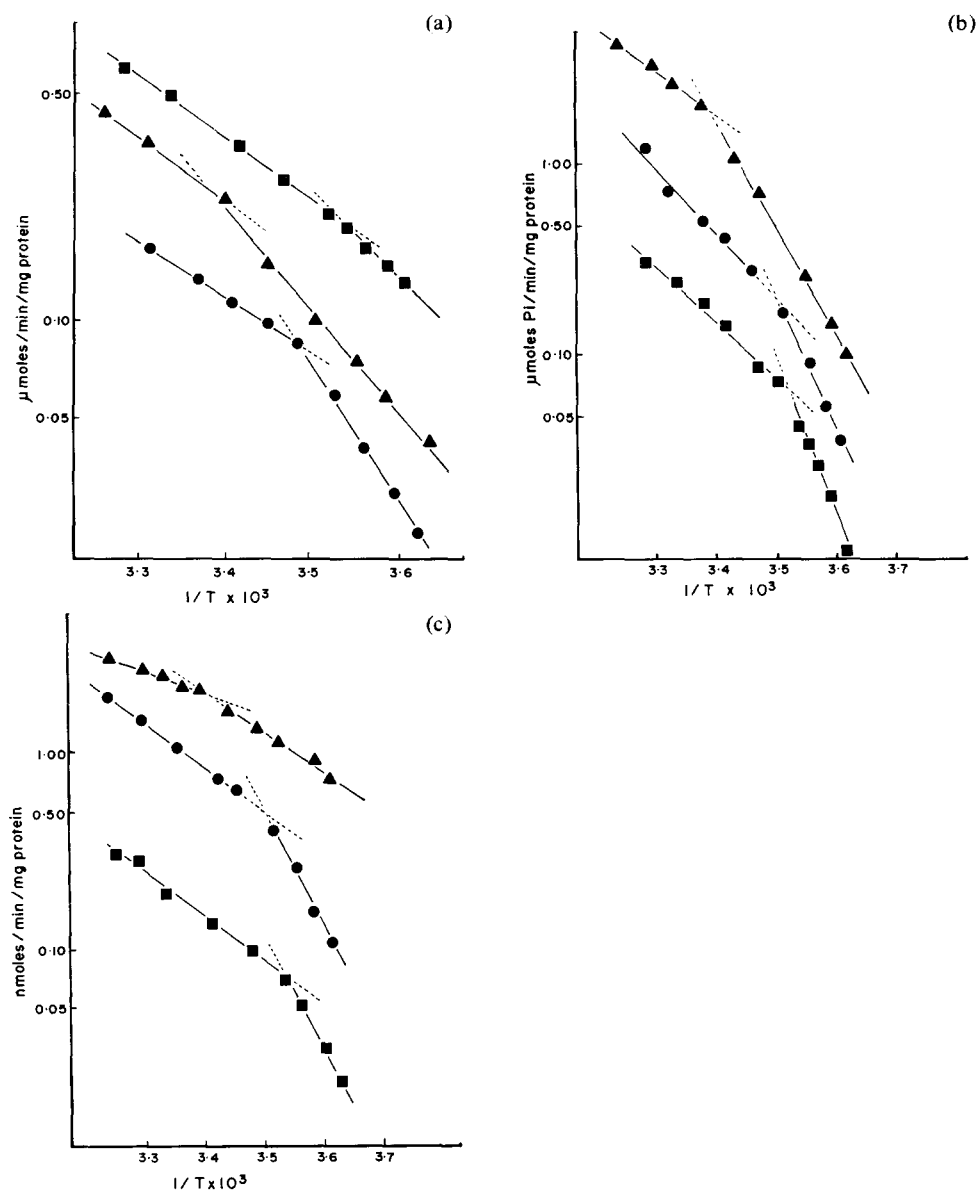 (a)
0·50
0·10
0·05
μmoles/min/mg protein
3·3 3·4 3·5 3·6
1/T x 10³
(b)
1·00
0·50
0·10
0·05
μmoles Pi/min/mg protein
3·3 3·4 3·5 3·6 3·7
1/T x 10³
(c)
1·00
0·50
0·10
0·05
nmoles/min/mg protein
3·3 3·4 3·5 3·6 3·7
1/T x 10³